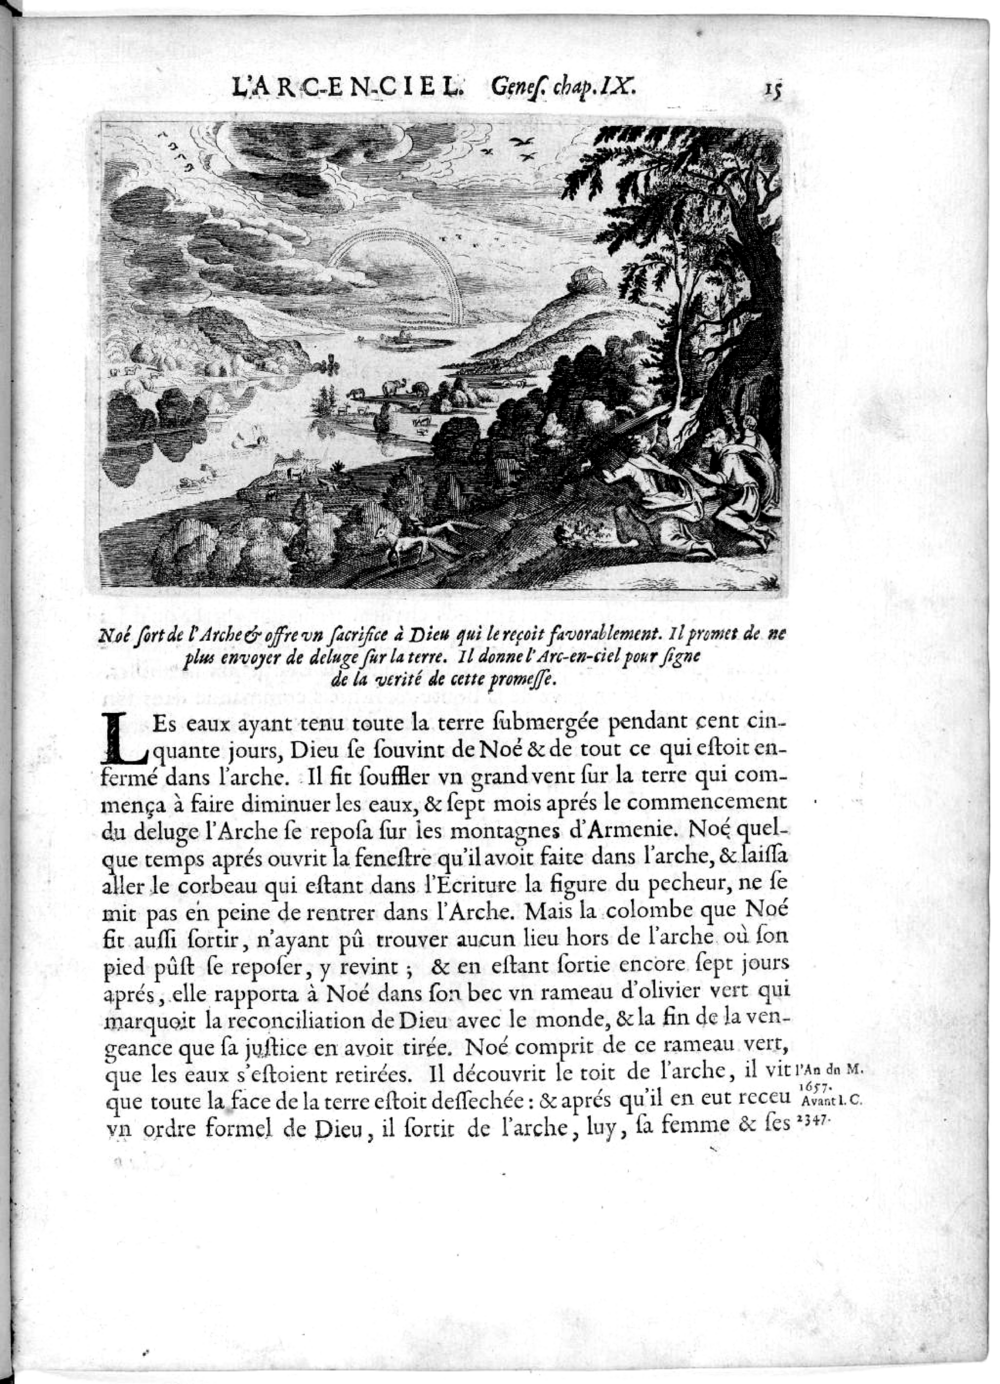 L'ARC-EN-CIEL. Geneſ. chap. IX. 15
Noé ſort de l'Arche & offre vn ſacrifice à Dieu qui le reçoit favorablement. Il promet de ne
plus envoyer de deluge ſur la terre. Il donne l'Arc-en-ciel pour ſigne
de la verité de cette promeſſe.
LEs eaux ayant tenu toute la terre ſubmergée pendant cent cin-
quante jours, Dieu ſe ſouvint de Noé & de tout ce qui eſtoit en-
fermé dans l'arche. Il fit ſouffler vn grand vent ſur la terre qui com-
mença à faire diminuer les eaux, & ſept mois aprés le commencement
du deluge l'Arche ſe repoſa ſur les montagnes d'Armenie. Noé quel-
que temps aprés ouvrit la feneſtre qu'il avoit faite dans l'arche, & laiſſa
aller le corbeau qui eſtant dans l'Ecriture la figure du pecheur, ne ſe
mit pas en peine de rentrer dans l'Arche. Mais la colombe que Noé
fit auſſi ſortir, n'ayant pû trouver aucun lieu hors de l'arche où ſon
pied pûſt ſe repoſer, y revint ; & en eſtant ſortie encore ſept jours
aprés, elle rapporta à Noé dans ſon bec vn rameau d'olivier vert qui
marquoit la reconciliation de Dieu avec le monde, & la fin de la ven-
geance que ſa juſtice en avoit tirée. Noé comprit de ce rameau vert,
que les eaux s'eſtoient retirées. Il découvrit le toit de l'arche, il vit
que toute la face de la terre eſtoit deſſechée : & aprés qu'il en eut receu
vn ordre formel de Dieu, il ſortit de l'arche, luy, ſa femme & ſes
l'An dn M.
1657.
Avant I. C.
2347.